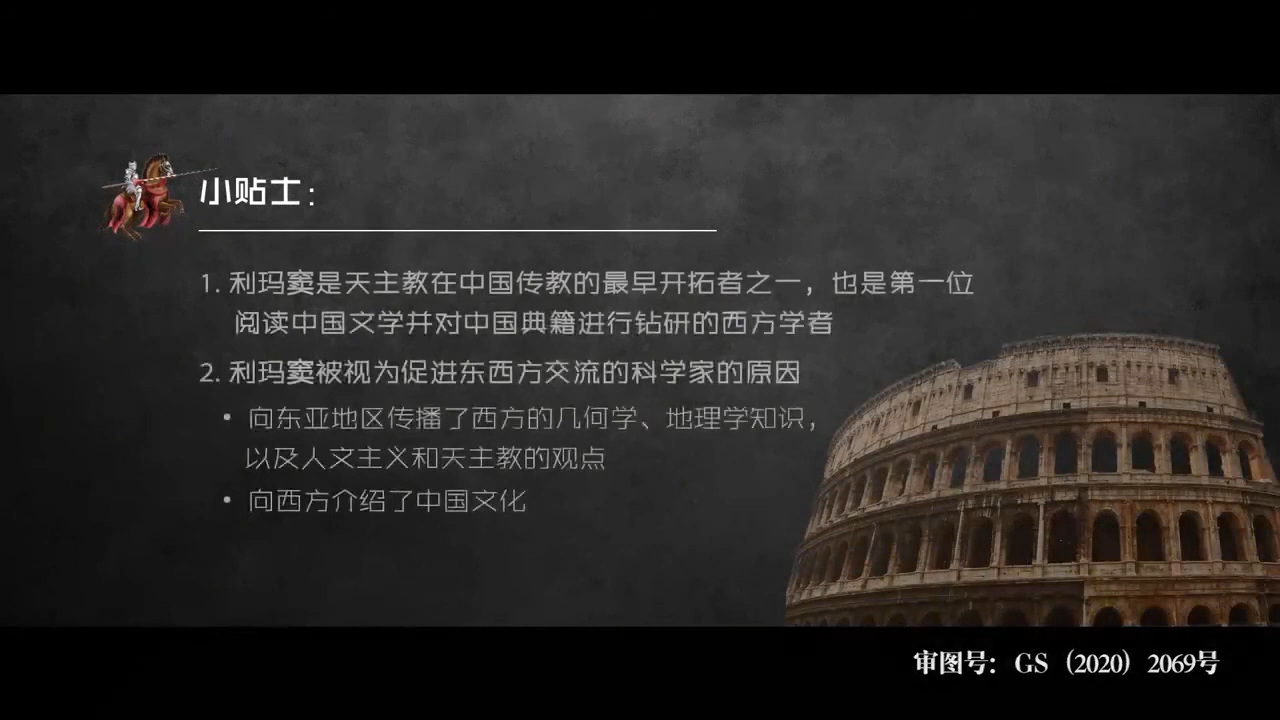 小贴士：
1. 利玛窦是天主教在中国传教的最早开拓者之一，也是第一位
阅读中国文学并对中国典籍进行钻研的西方学者
2. 利玛窦被视为促进东西方交流的科学家的原因
• 向东亚地区传播了西方的几何学、地理学知识，
以及人文主义和天主教的观点
• 向西方介绍了中国文化
审图号：GS（2020）2069号